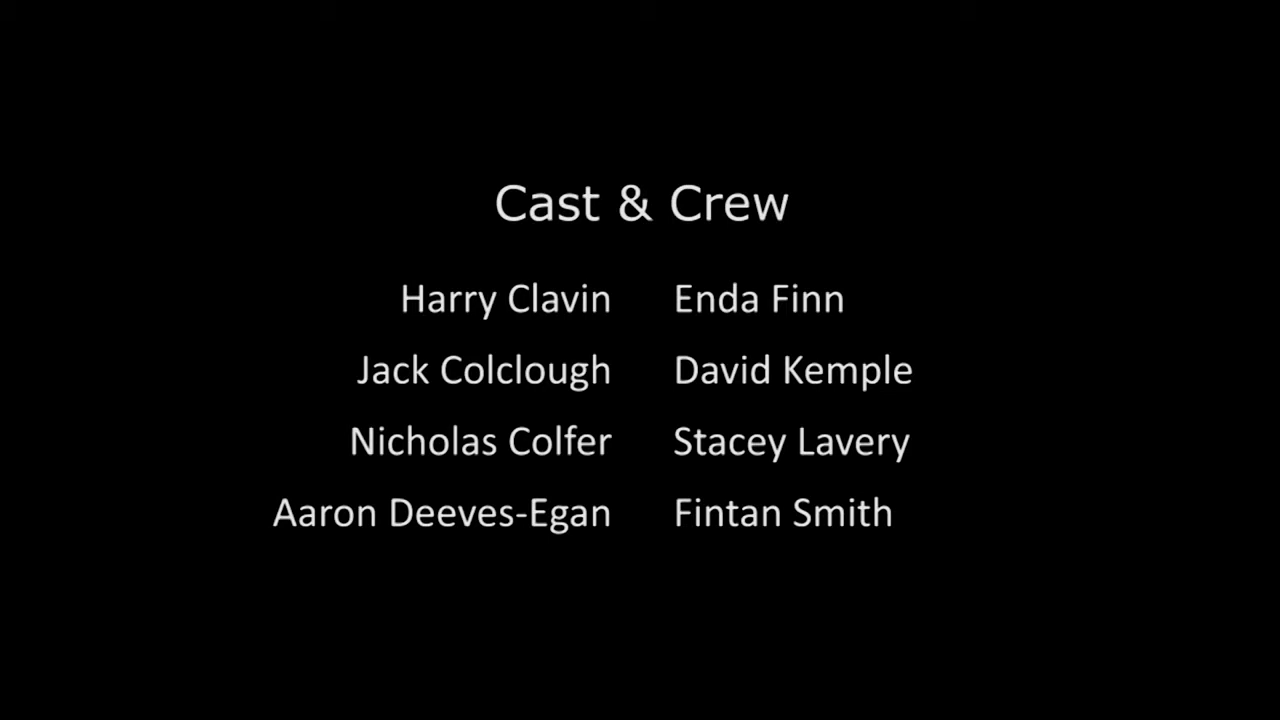 Cast & Crew
Harry Clavin Enda Finn
Jack Colclough David Kemple
Nicholas Colfer Stacey Lavery
Aaron Deeves-Egan Fintan Smith